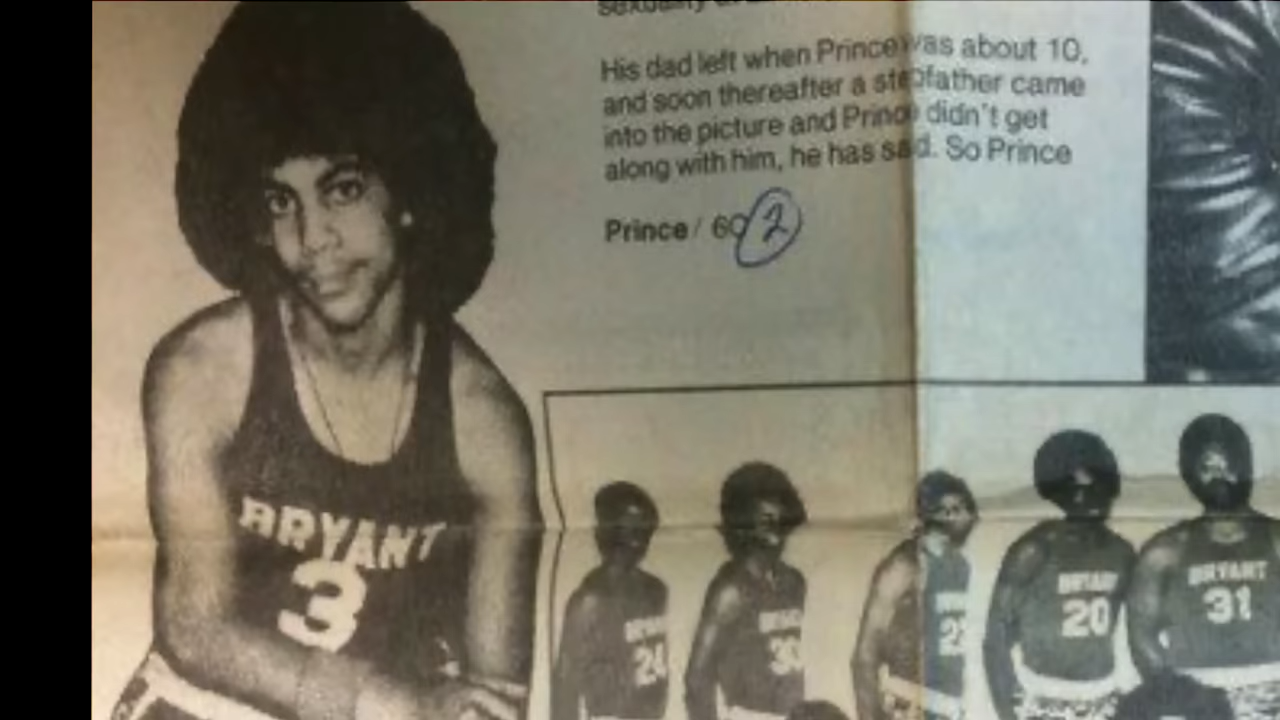 sexuality
His dad left when Prince was about 10,
and soon thereafter a stepfather came
into the picture and Prince didn't get
along with him, he has said. So Prince
Prince / 60 2
BRYANT
3
24
30
BRYANT
20
BRYANT
31